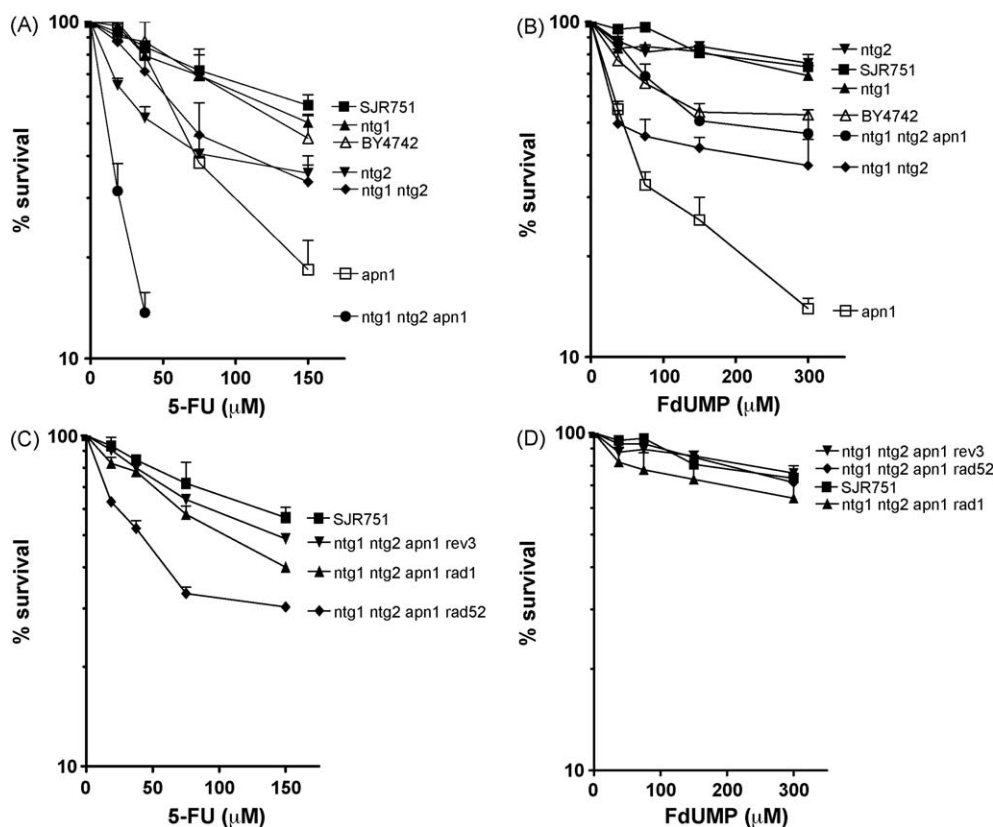 (A)
100
% survival
10
0 50 100 150
5-FU (μM)
SJR751
ntg1
BY4742
ntg2
ntg1 ntg2
apn1
ntg1 ntg2 apn1
(B)
100
% survival
10
0 100 200 300
FdUMP (μM)
ntg2
SJR751
ntg1
BY4742
ntg1 ntg2 apn1
ntg1 ntg2
apn1
(C)
100
% survival
10
0 50 100 150
5-FU (μM)
SJR751
ntg1 ntg2 apn1 rev3
ntg1 ntg2 apn1 rad1
ntg1 ntg2 apn1 rad52
(D)
100
% survival
10
0 100 200 300
FdUMP (μM)
ntg1 ntg2 apn1 rev3
ntg1 ntg2 apn1 rad52
SJR751
ntg1 ntg2 apn1 rad1